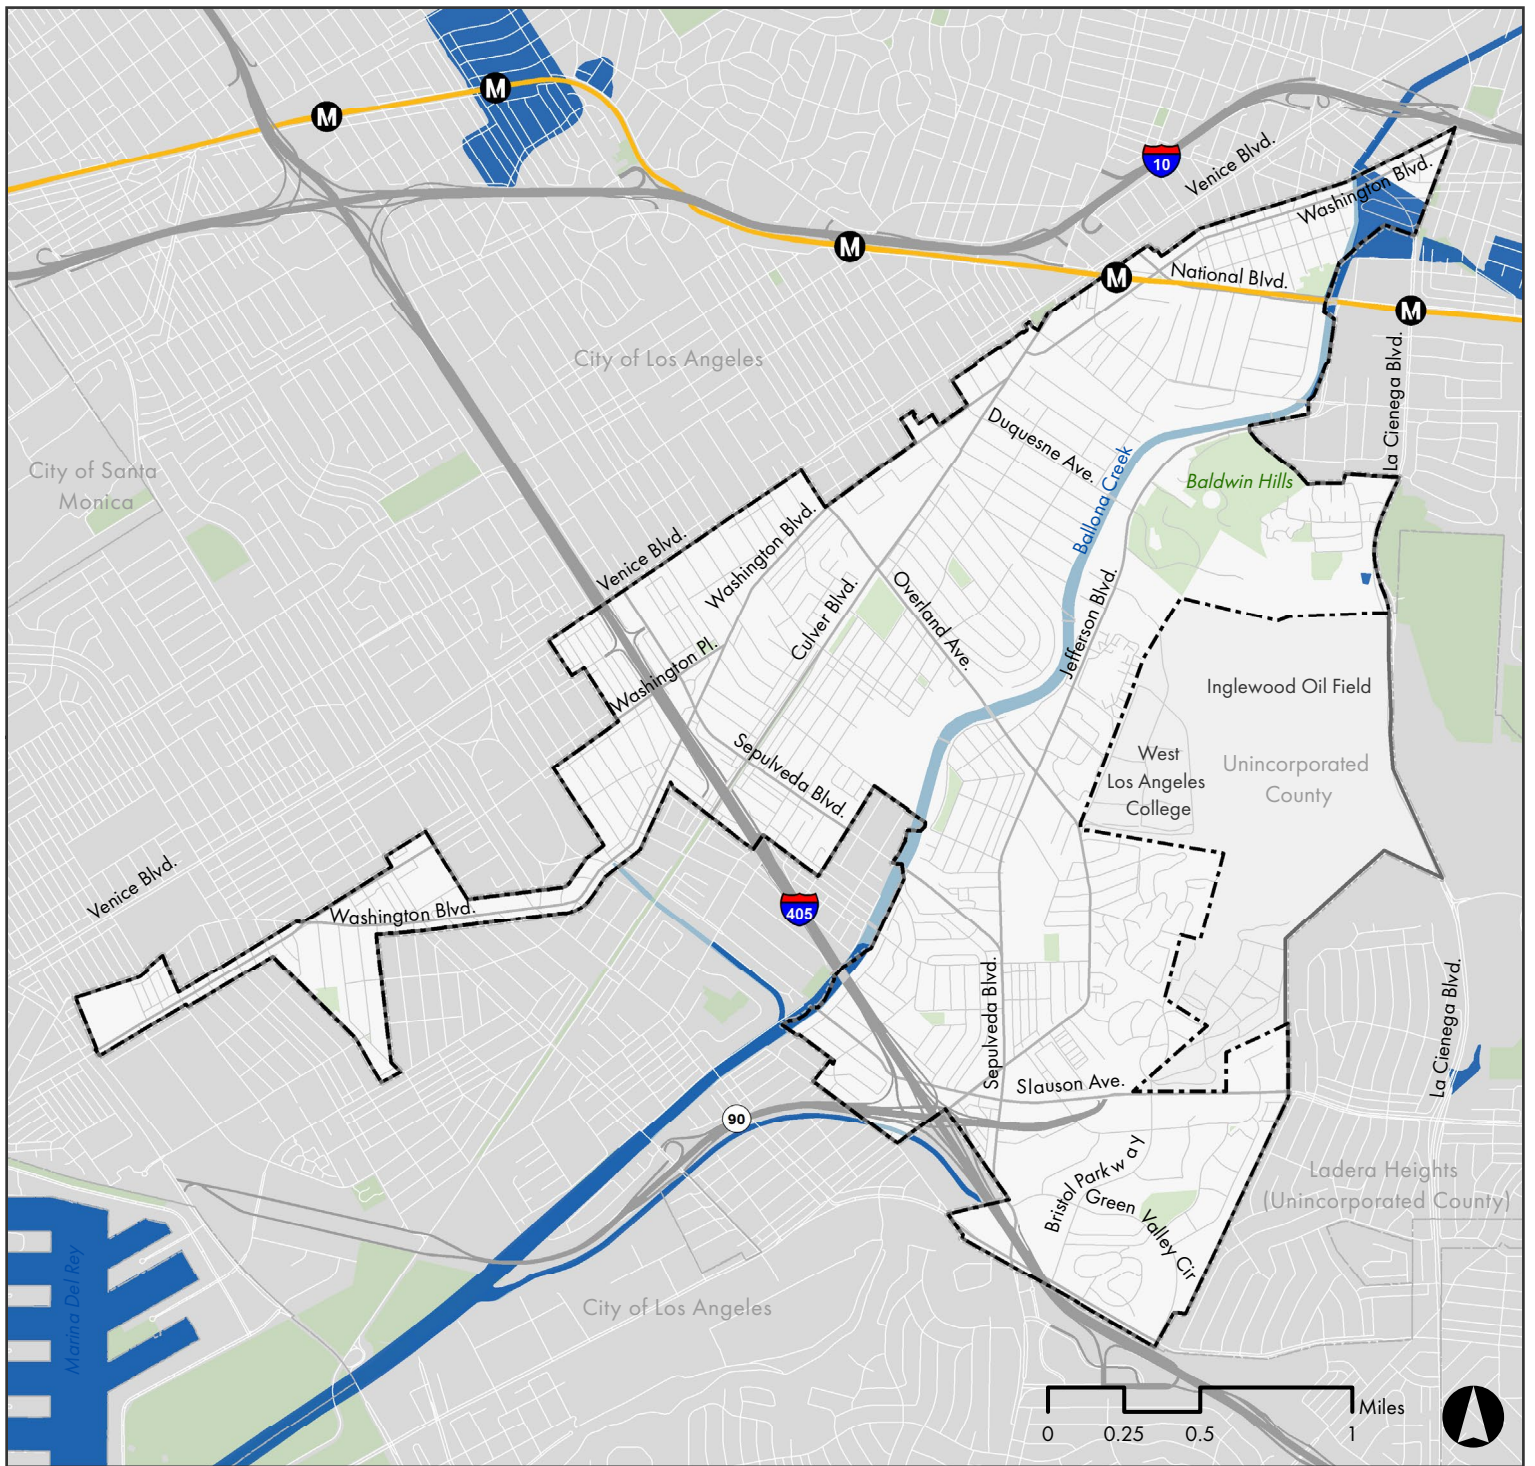 M
M
10
Venice Blvd.
Washington Blvd.
M
M
National Blvd.
M
City of Los Angeles
La Cienega Blvd.
Duquesne Ave.
City of Santa
Monica
Ballona Creek
Baldwin Hills
Venice Blvd.
Washington Blvd.
Culver Blvd.
Overland Ave.
Jefferson Blvd.
Washington Pl.
Inglewood Oil Field
Sepulveda Blvd.
West
Los Angeles
College
Unincorporated
County
Venice Blvd.
Washington Blvd.
405
Sepulveda Blvd.
La Cienega Blvd.
Slauson Ave.
90
Bristol Parkway
Green Valley Cir
Ladera Heights
(Unincorporated County)
Marina Del Rey
City of Los Angeles
Miles
0 0.25 0.5 1